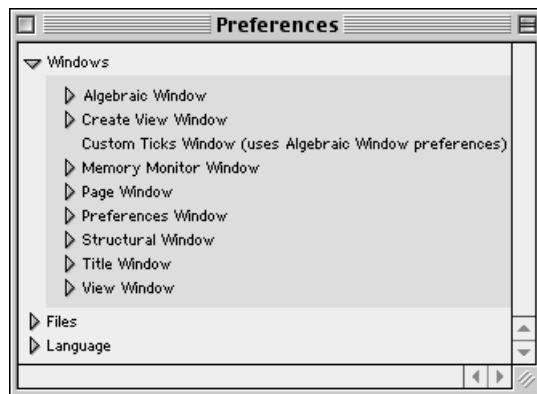 Preferences
Windows
Algebraic Window
Create View Window
Custom Ticks Window (uses Algebraic Window preferences)
Memory Monitor Window
Page Window
Preferences Window
Structural Window
Title Window
View Window
Files
Language